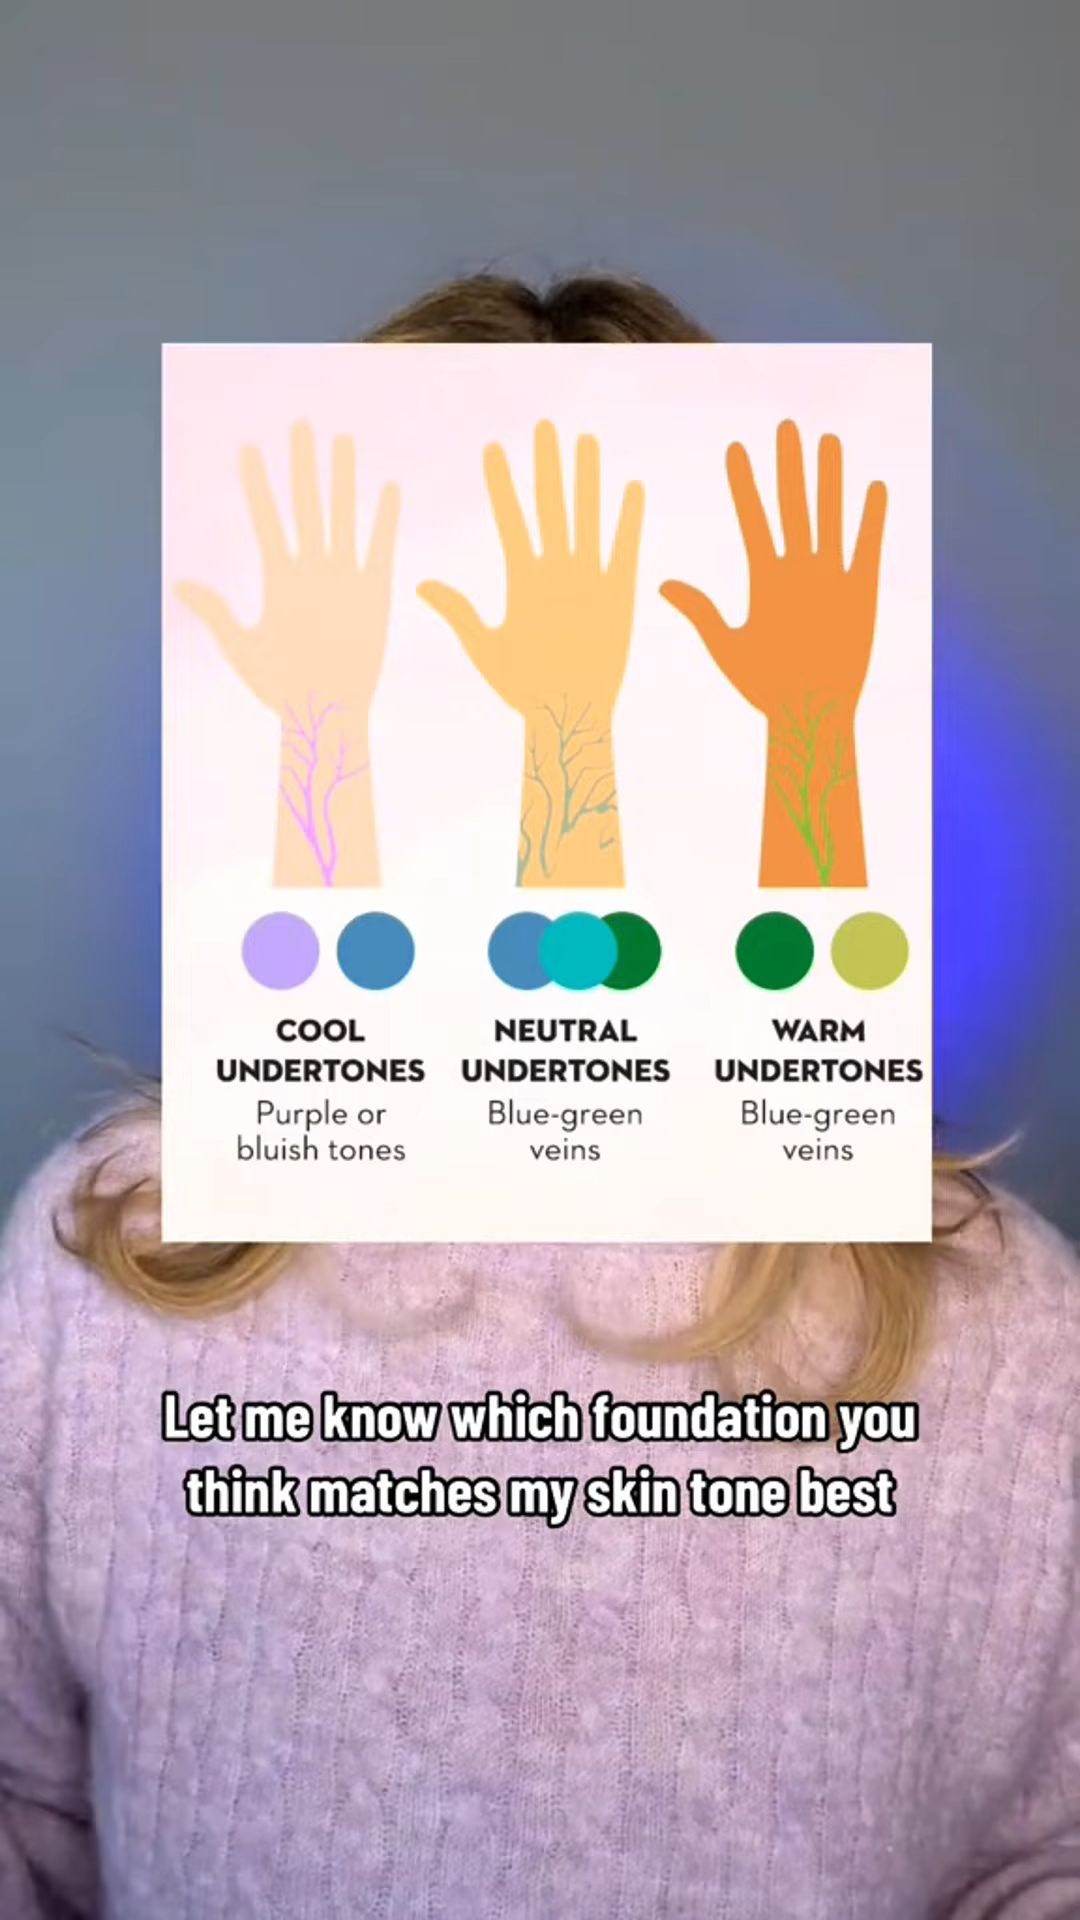 COOL
UNDERTONES
Purple or
bluish tones
NEUTRAL
UNDERTONES
Blue-green
veins
WARM
UNDERTONES
Blue-green
veins
Let me know which foundation you
think matches my skin tone best